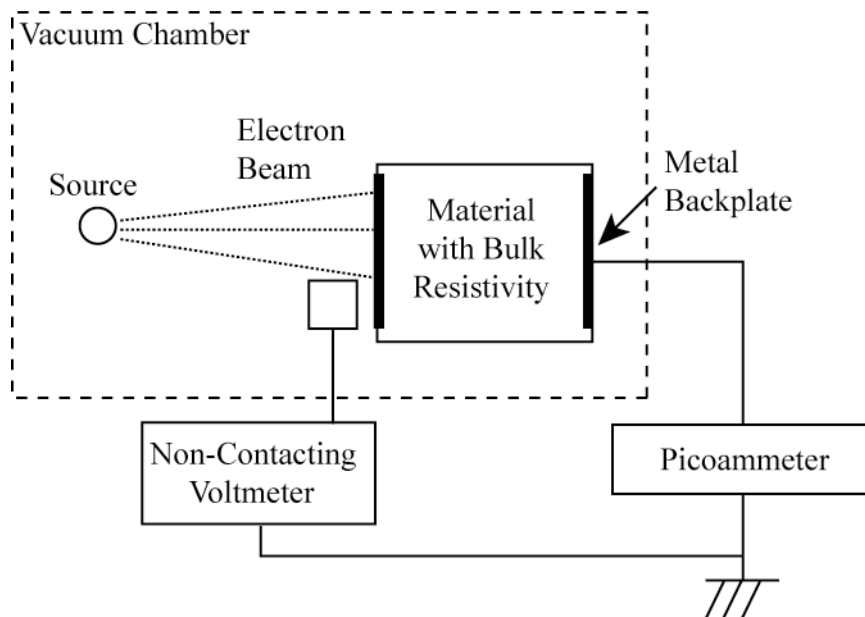 Vacuum Chamber
Electron
Beam
Source
Metal
Backplate
Material
with Bulk
Resistivity
Non-Contacting
Voltmeter
Picoammeter